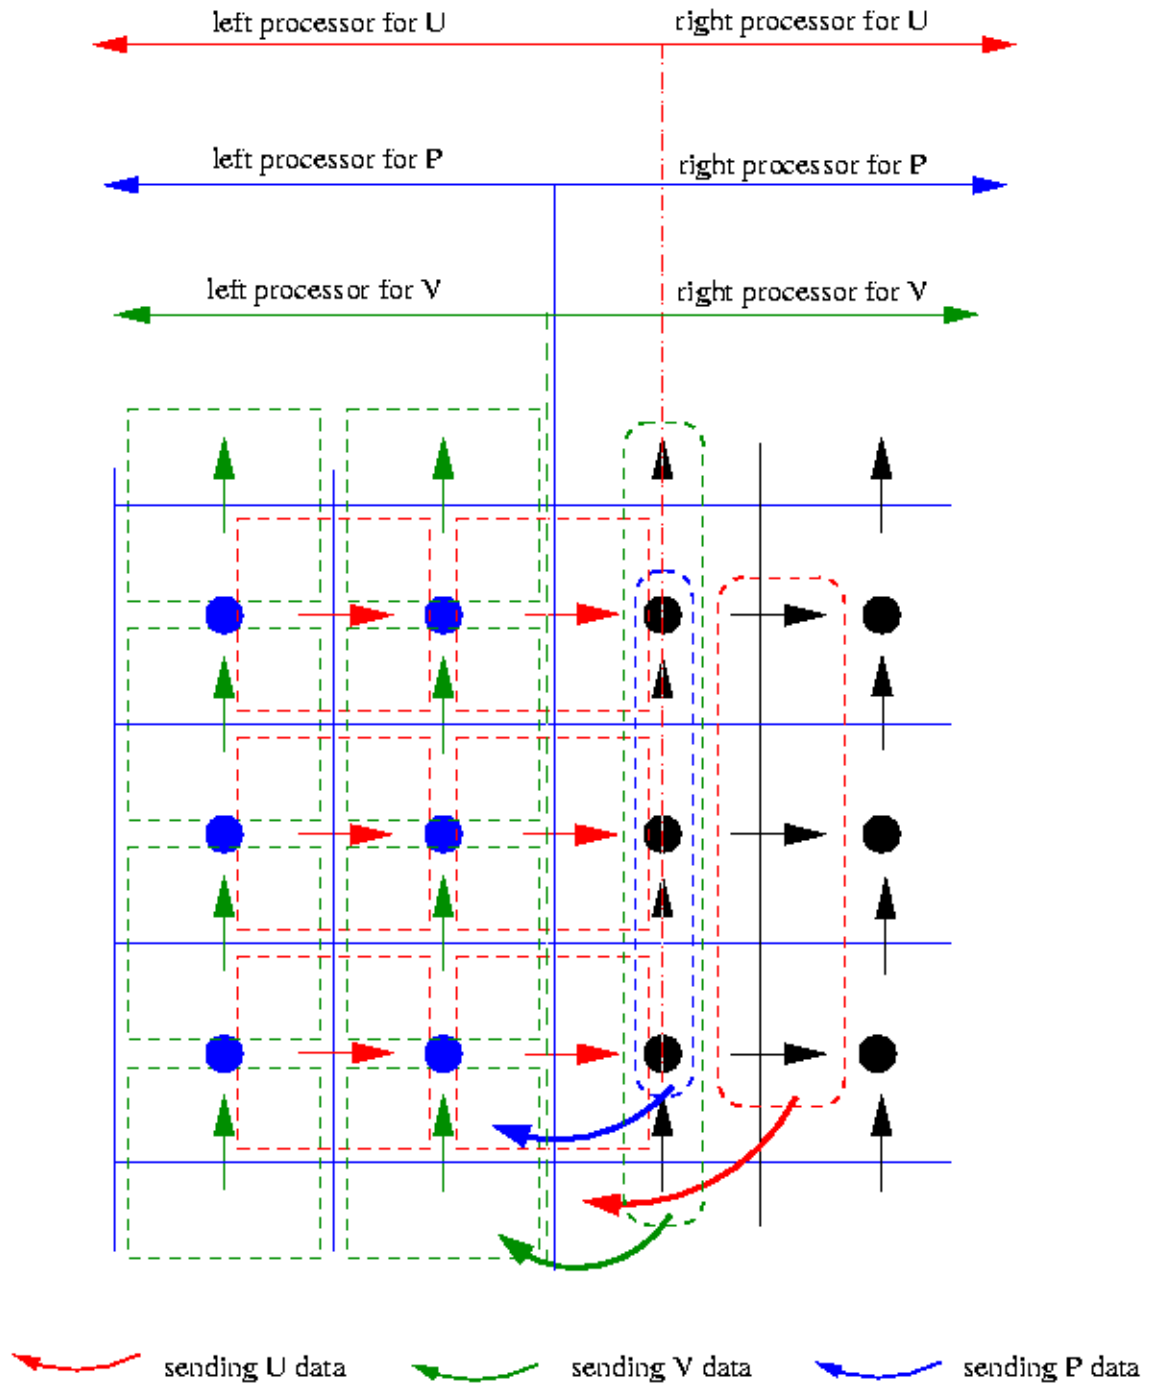 left processor for U
right processor for U
left processor for P
right processor for P
left processor for V
right processor for V
sending U data
sending V data
sending P data